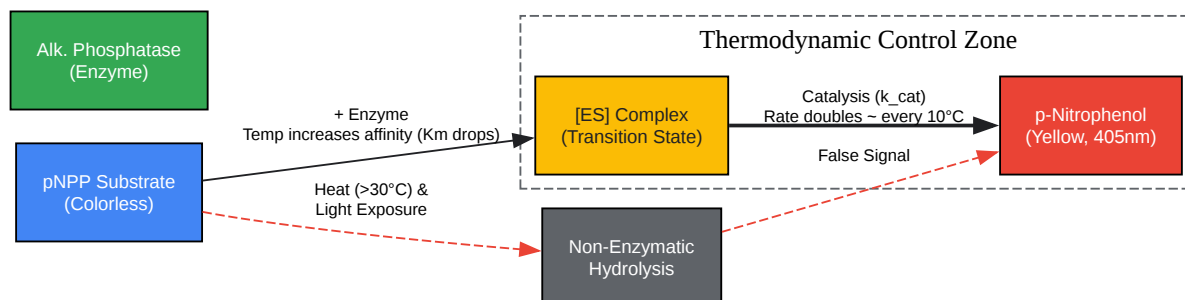 Alk. Phosphatase
(Enzyme)
Thermodynamic Control Zone
+ Enzyme
Temp increases affinity (Km drops)
[ES] Complex
(Transition State)
Catalysis (k_cat)
Rate doubles ~ every 10°C
p-Nitrophenol
(Yellow, 405nm)
pNPP Substrate
(Colorless)
Heat (>30°C) &
Light Exposure
False Signal
Non-Enzymatic
Hydrolysis